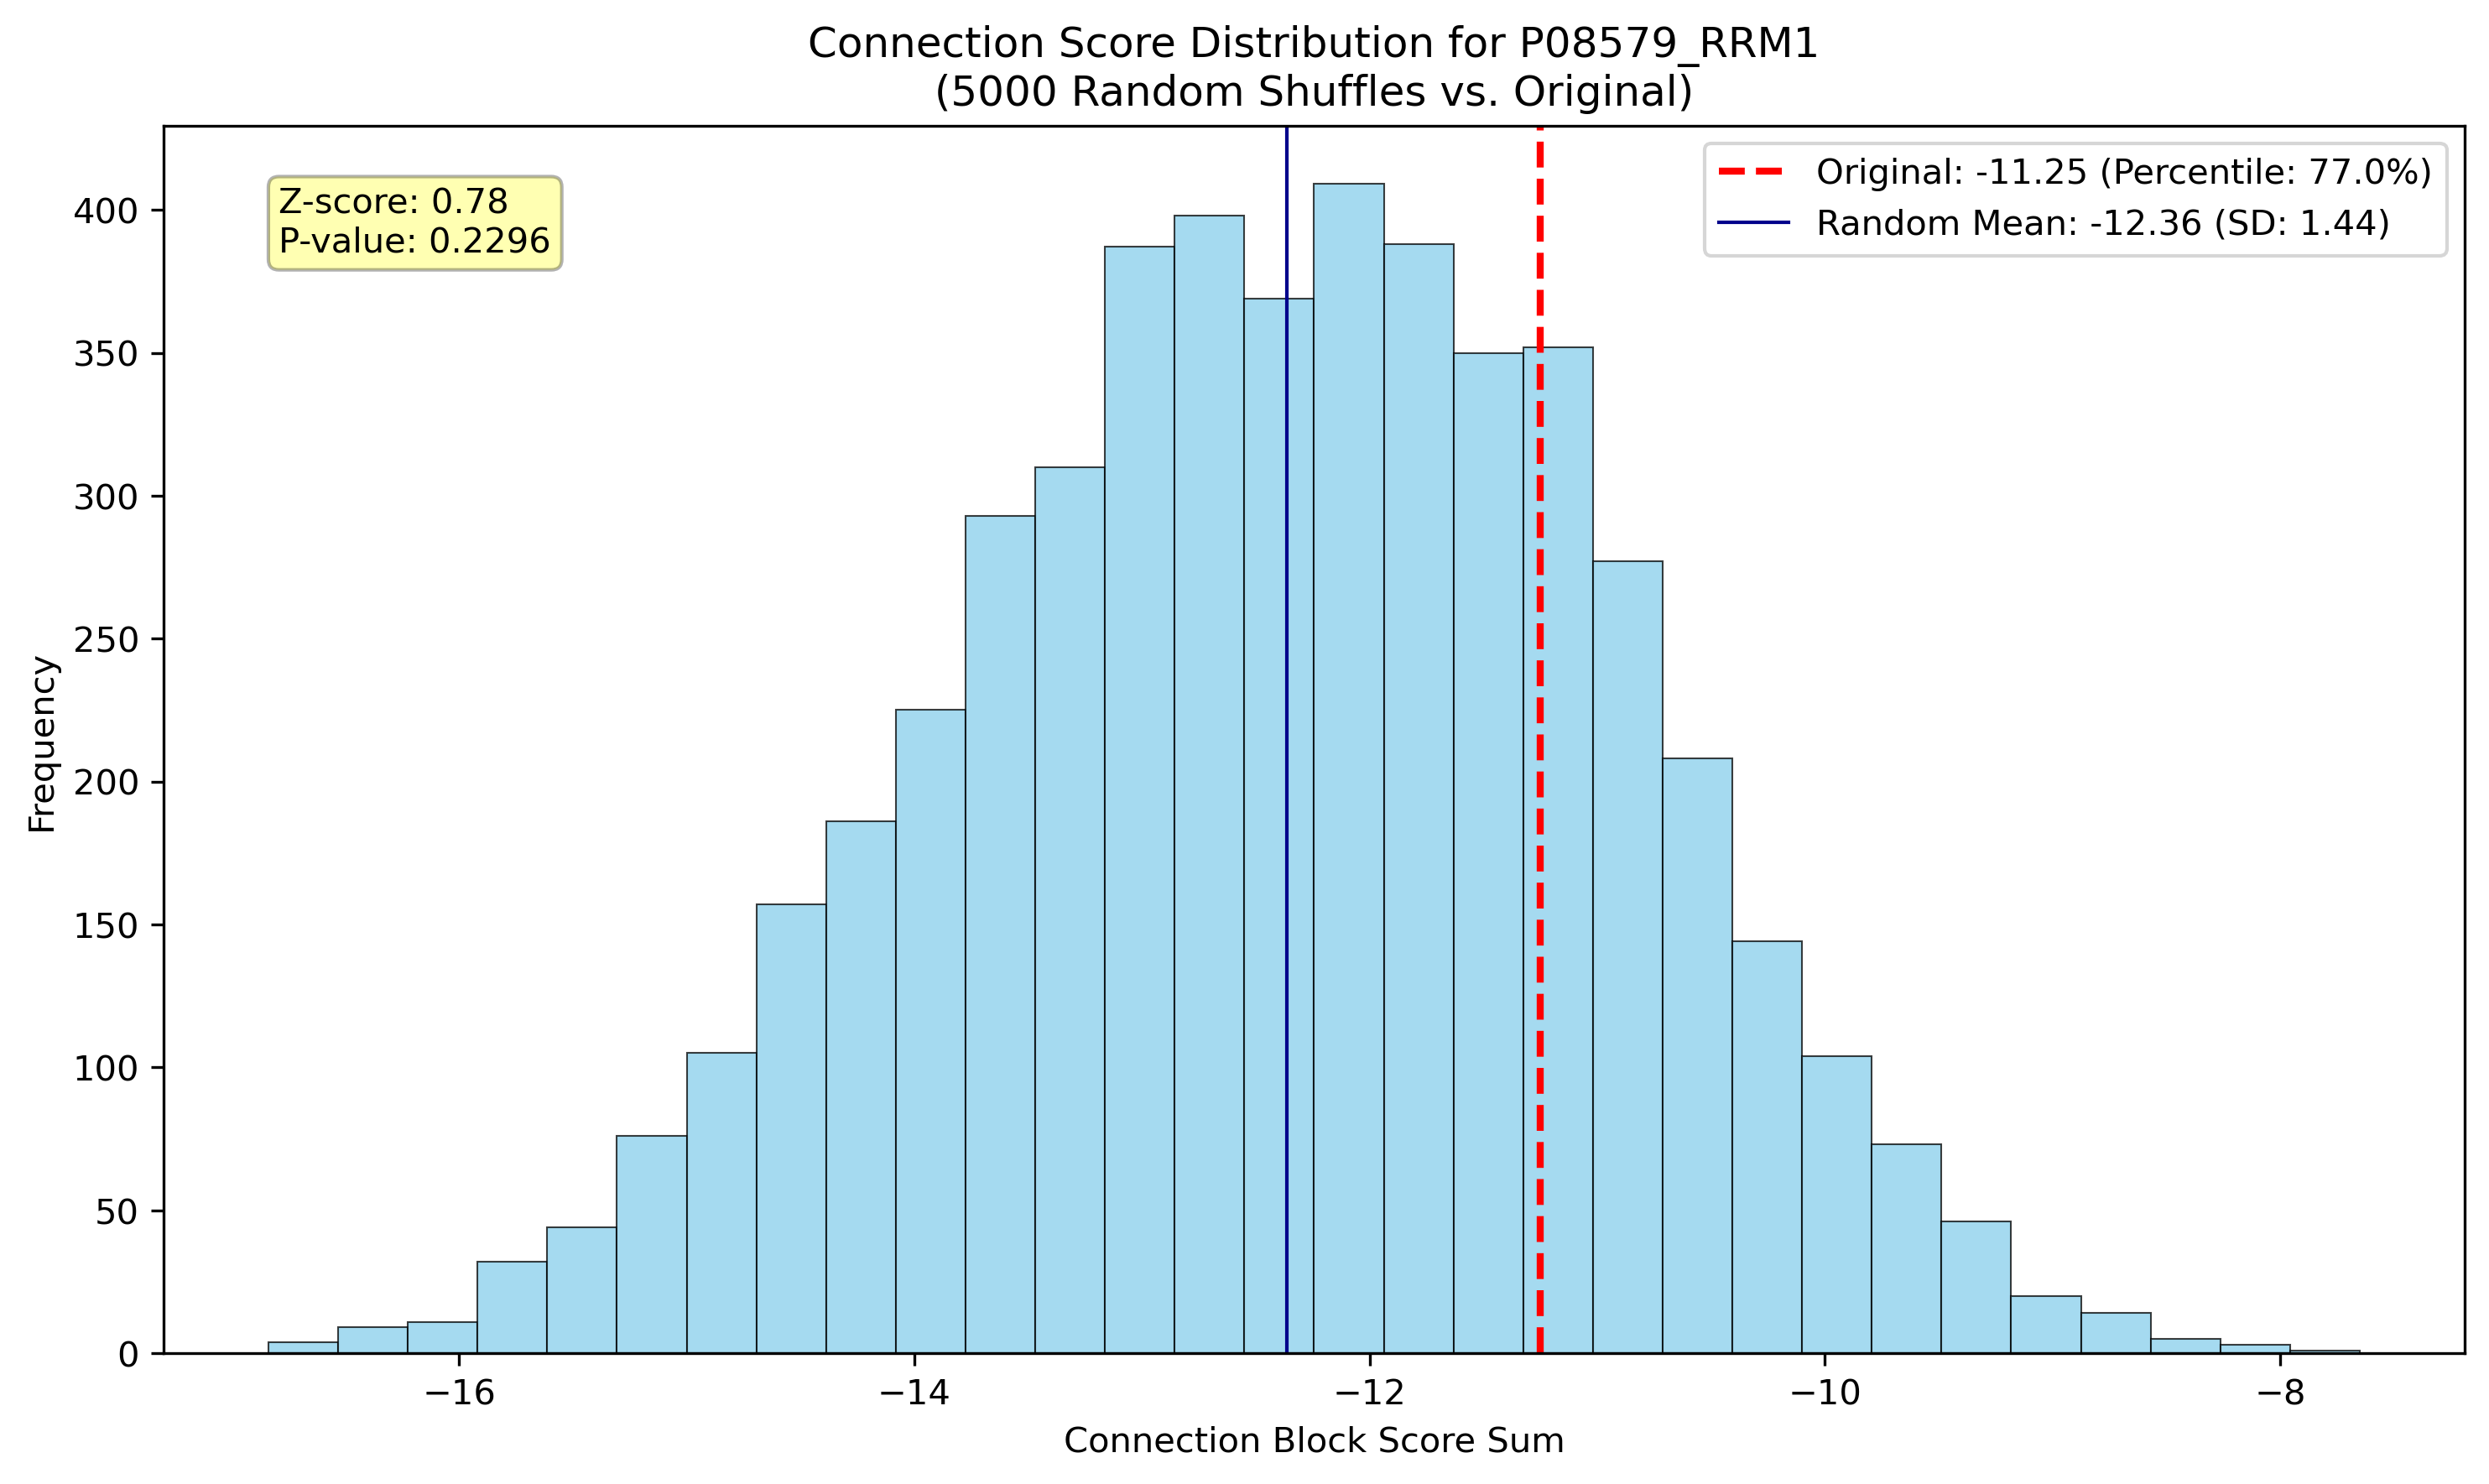 Connection Score Distribution for P08579_RRM1
(5000 Random Shuffles vs. Original)
Z-score: 0.78
P-value: 0.2296
Original: -11.25 (Percentile: 77.0%)
Random Mean: -12.36 (SD: 1.44)
Frequency
400
350
300
250
200
150
100
50
0
−16
−14
−12
−10
−8
Connection Block Score Sum